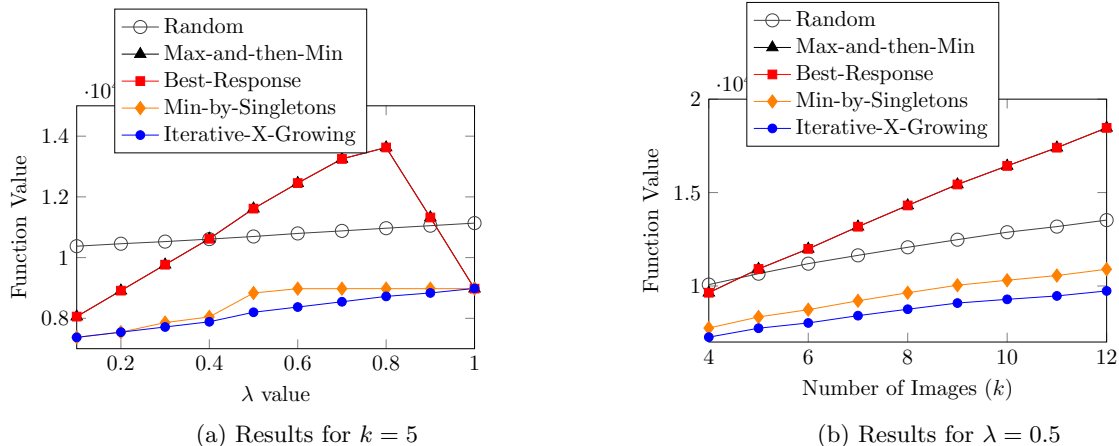 Random
Max-and-then-Min
Best-Response
Min-by-Singletons
Iterative-X-Growing
1.4
1.2
1
0.8
0.2
0.4
0.6
0.8
1
Function Value
λ value
(a) Results for k = 5
Random
Max-and-then-Min
Best-Response
Min-by-Singletons
Iterative-X-Growing
2
1.5
1
4
6
8
10
12
Function Value
Number of Images (k)
(b) Results for λ = 0.5